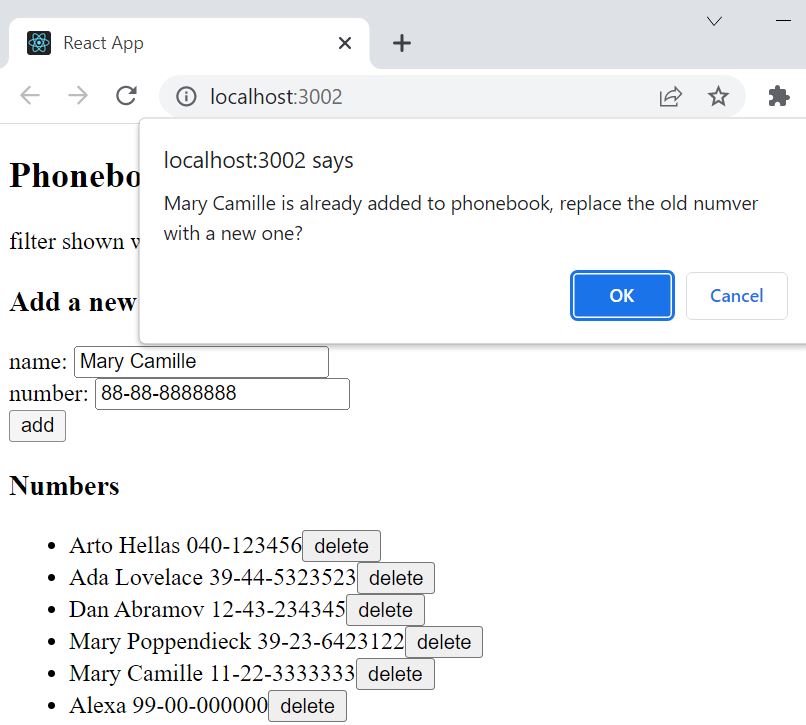 React App
localhost:3002
localhost:3002 says
Mary Camille is already added to phonebook, replace the old numver
with a new one?
OK Cancel
Phonebo
filter shown
Add a new
name: Mary Camille
number: 88-88-8888888
add
Numbers
Arto Hellas 040-123456 delete
Ada Lovelace 39-44-5323523 delete
Dan Abramov 12-43-234345 delete
Mary Poppendieck 39-23-6423122 delete
Mary Camille 11-22-3333333 delete
Alexa 99-00-000000 delete